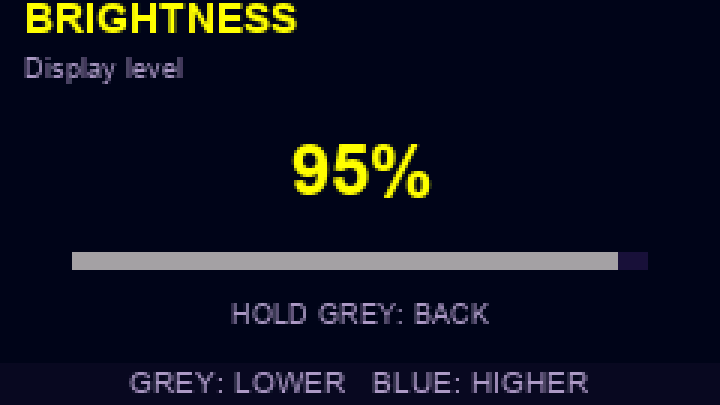 BRIGHTNESS
Display level
95%
HOLD GREY: BACK
GREY: LOWER BLUE: HIGHER